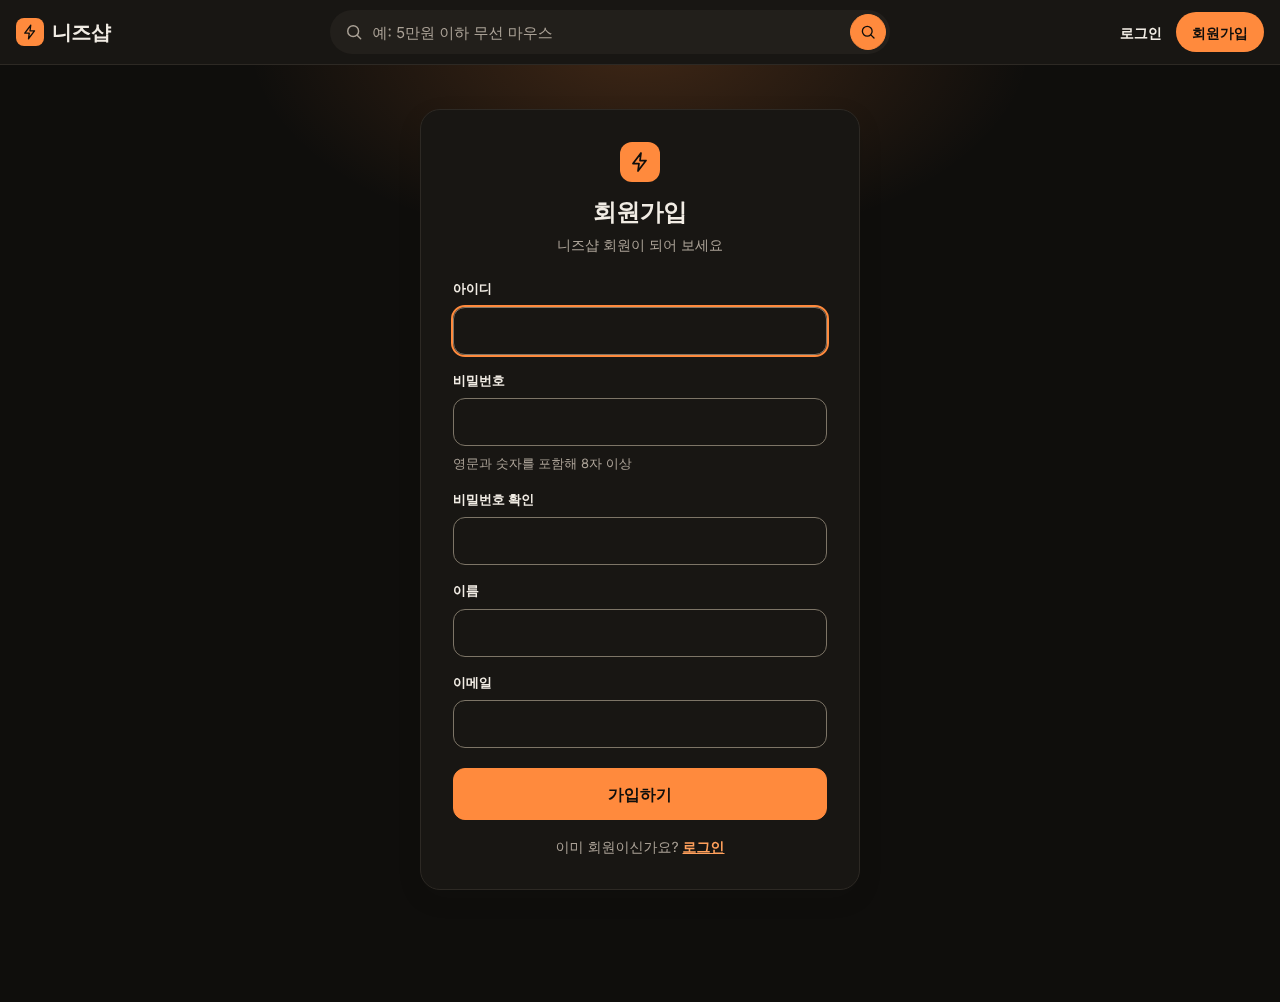 니즈샵
예: 5만원 이하 무선 마우스
로그인
회원가입
회원가입
니즈샵 회원이 되어 보세요
아이디
비밀번호
영문과 숫자를 포함해 8자 이상
비밀번호 확인
이름
이메일
가입하기
이미 회원이신가요? 로그인